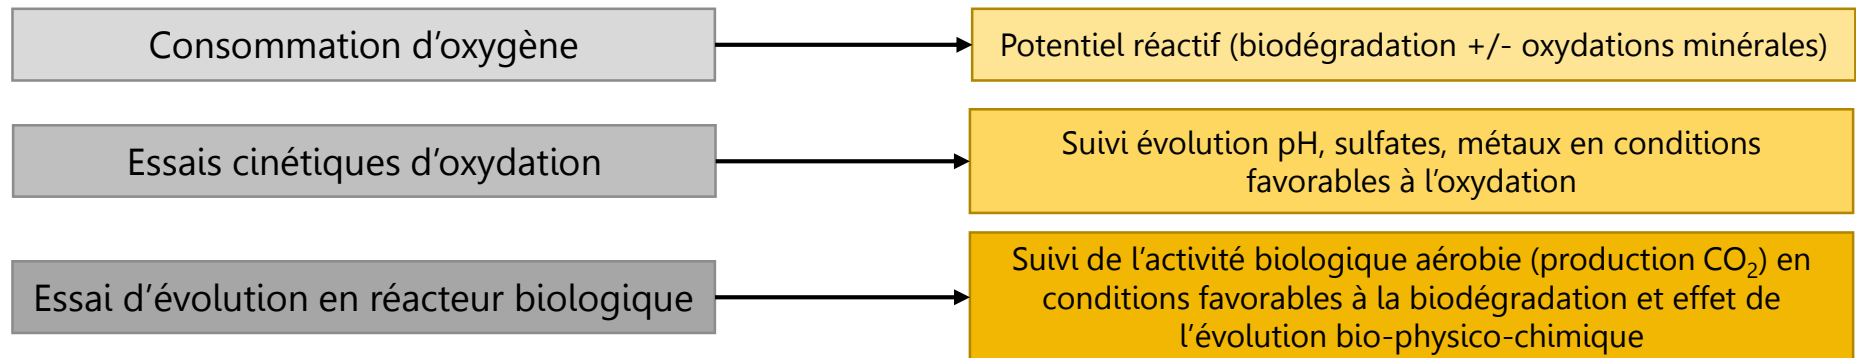 Consommation d’oxygène
Potentiel réactif (biodégradation +/- oxydations minérales)
Essais cinétiques d’oxydation
Suivi évolution pH, sulfates, métaux en conditions
favorables à l’oxydation
Essai d’évolution en réacteur biologique
Suivi de l’activité biologique aérobie (production CO₂) en
conditions favorables à la biodégradation et effet de
l’évolution bio-physico-chimique